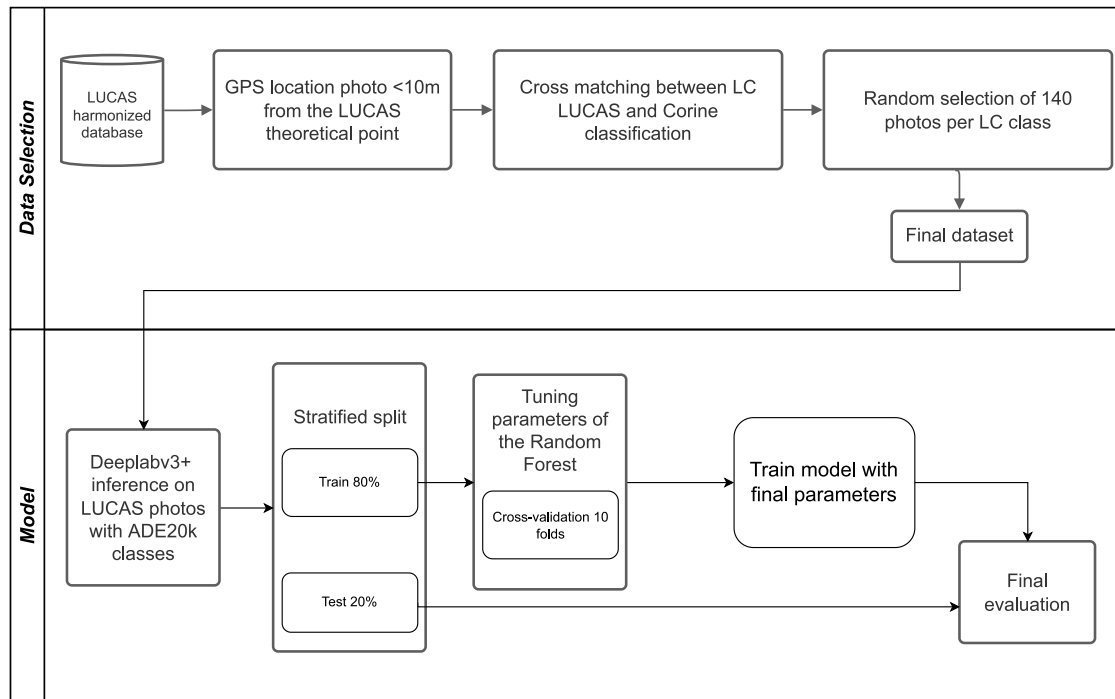 Data Selection
LUCAS
harmonized
database
GPS location photo <10m
from the LUCAS
theoretical point
Cross matching between LC
LUCAS and Corine
classification
Random selection of 140
photos per LC class
Final dataset
Model
Deeplabv3+
inference on
LUCAS photos
with ADE20k
classes
Stratified split
Train 80%
Test 20%
Tuning
parameters of
the Random
Forest
Cross-validation 10
folds
Train model with
final parameters
Final
evaluation